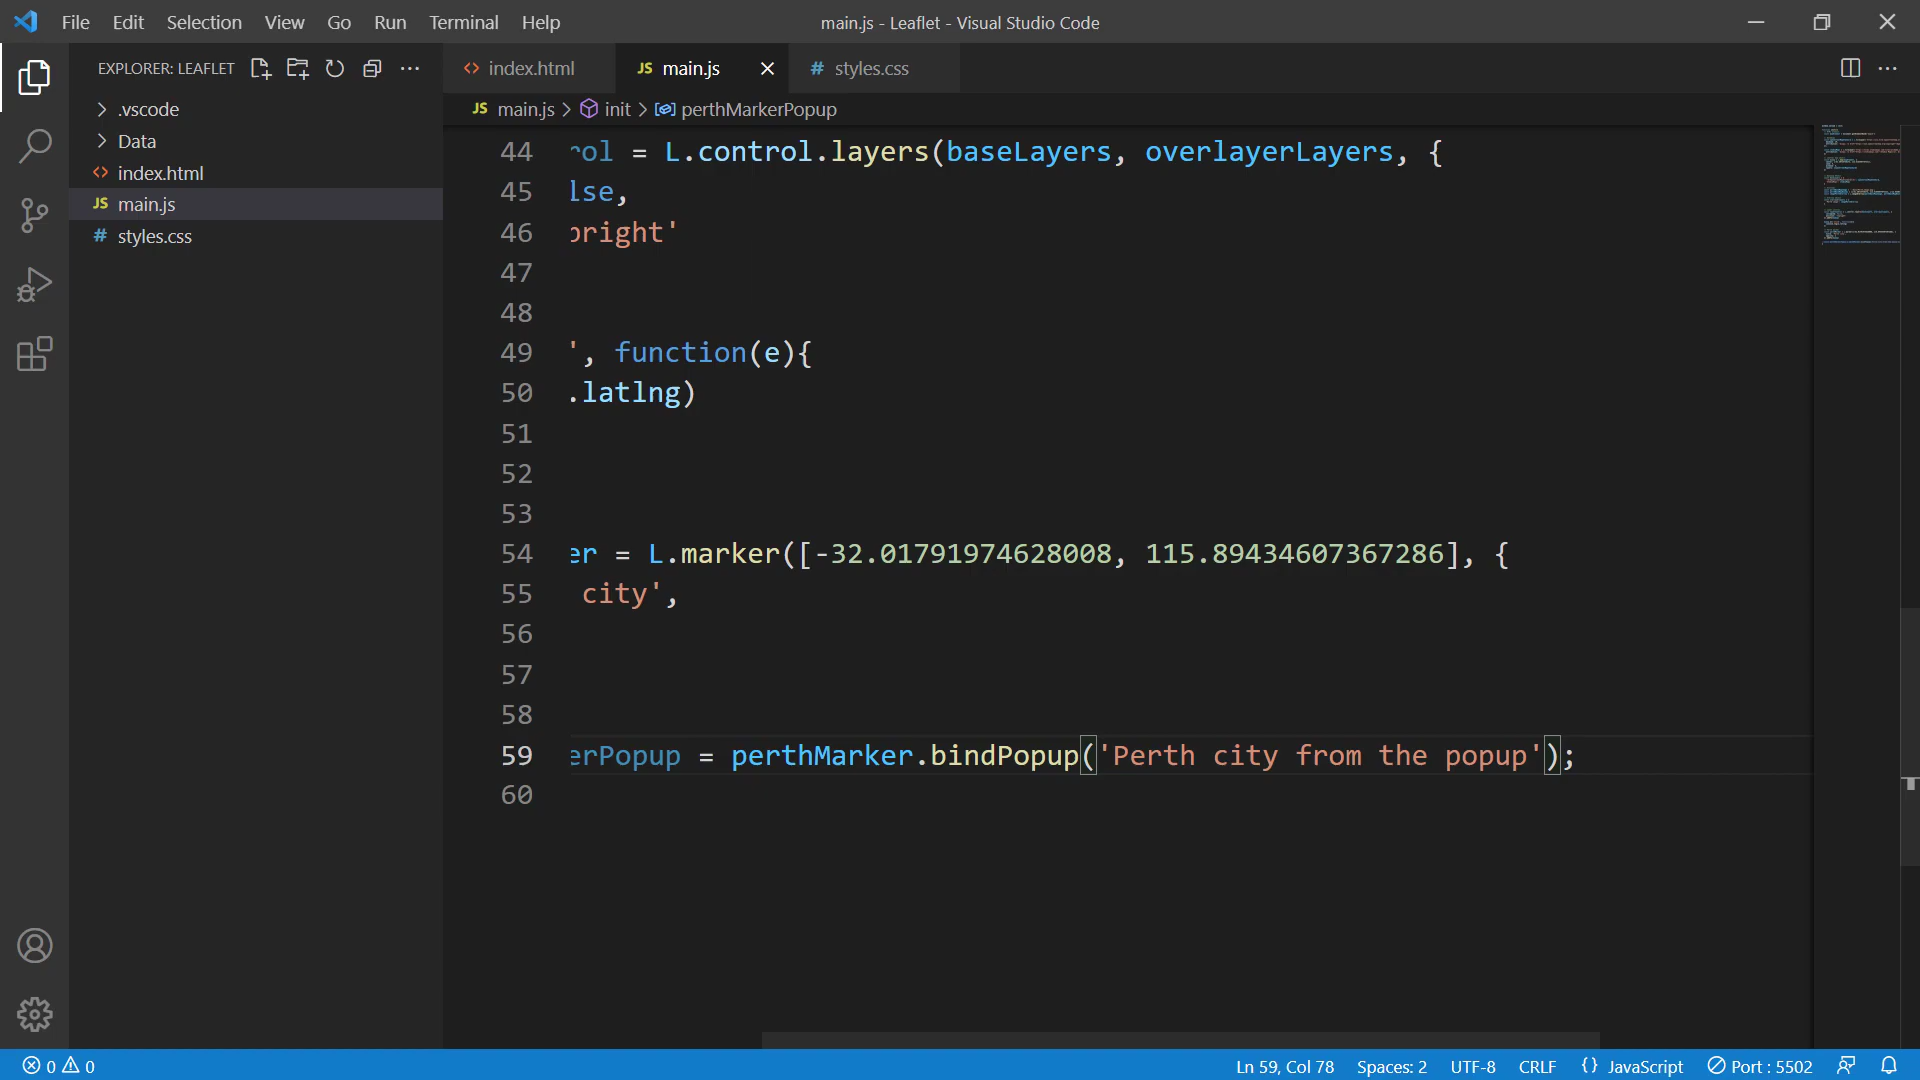 File Edit Selection View Go Run Terminal Help
main.js - Leaflet - Visual Studio Code
EXPLORER: LEAFLET
.vscode
Data
index.html
JS main.js
# styles.css
index.html
JS main.js
# styles.css
JS main.js > init > perthMarkerPopup
44 rol = L.control.layers(baseLayers, overlayerLayers, {
45 lse,
46 right'
47
48
49 ', function(e){
50 .latlng)
51
52
53
54 er = L.marker([-32.01791974628008, 115.89434607367286], {
55 city',
56
57
58
59 erPopup = perthMarker.bindPopup('Perth city from the popup');
60
0 0
Ln 59, Col 78 Spaces: 2 UTF-8 CRLF {} JavaScript Port : 5502